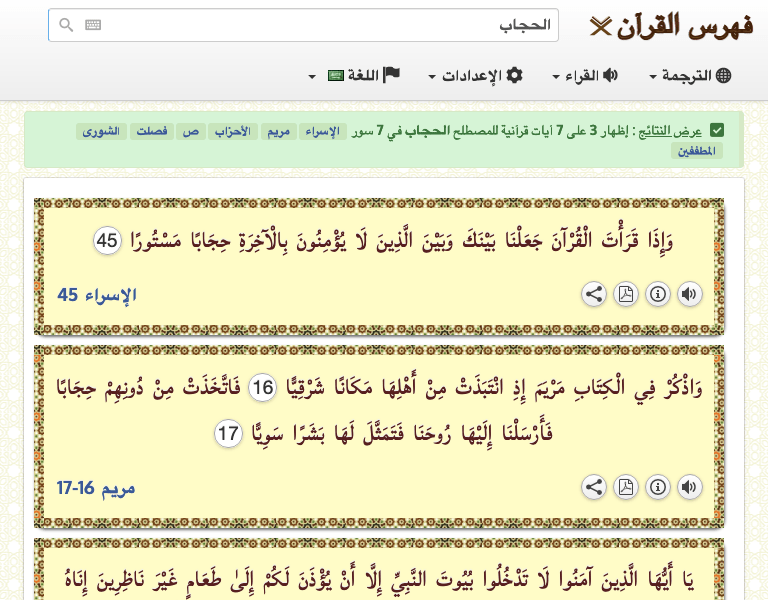 فهرس القرآن
الحجاب
الترجمة القراء الإعدادات اللغة
عرض النتائج : إظهار 3 على 7 آيات قرآنية للمصطلح الحجاب في 7 سور الإسراء مريم الأحزاب ص فصلت الشورى
المطففين
وَإِذَا قَرَأْتَ الْقُرْآنَ جَعَلْنَا بَيْنَكَ وَبَيْنَ الَّذِينَ لَا يُؤْمِنُونَ بِالْآخِرَةِ حِجَابًا مَسْتُورًا 45
الإسراء 45
وَاذْكُرْ فِي الْكِتَابِ مَرْيَمَ إِذِ انْتَبَذَتْ مِنْ أَهْلِهَا مَكَانًا شَرْقِيًّا 16 فَاتَّخَذَتْ مِنْ دُونِهِمْ حِجَابًا
فَأَرْسَلْنَا إِلَيْهَا رُوحَنَا فَتَمَثَّلَ لَهَا بَشَرًا سَوِيًّا 17
مريم 16-17
يَا أَيُّهَا الَّذِينَ آمَنُوا لَا تَدْخُلُوا بُيُوتَ النَّبِيِّ إِلَّا أَنْ يُؤْذَنَ لَكُمْ إِلَىٰ طَعَامٍ غَيْرَ نَاظِرِينَ إِنَاهُ